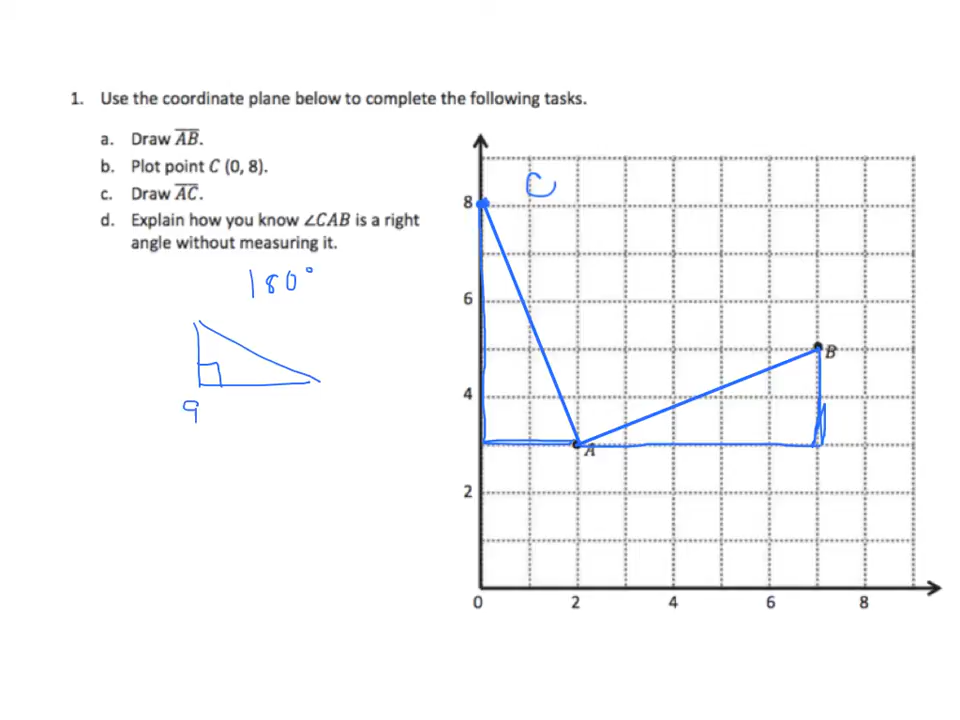 1. Use the coordinate plane below to complete the following tasks.
a. Draw A̅B̅.
b. Plot point C (0, 8).
c. Draw A̅C̅.
d. Explain how you know ∠CAB is a right
angle without measuring it.
180°
9
C
8
6
4
2
B
A
0 2 4 6 8